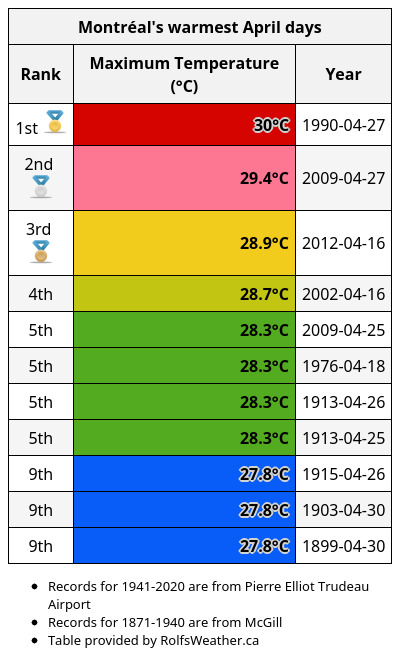 Montréal's warmest April days
Rank Maximum Temperature (°C) Year
1st 30°C 1990-04-27
2nd 29.4°C 2009-04-27
3rd 28.9°C 2012-04-16
4th 28.7°C 2002-04-16
5th 28.3°C 2009-04-25
5th 28.3°C 1976-04-18
5th 28.3°C 1913-04-26
5th 28.3°C 1913-04-25
9th 27.8°C 1915-04-26
9th 27.8°C 1903-04-30
9th 27.8°C 1899-04-30
• Records for 1941-2020 are from Pierre Elliot Trudeau
Airport
• Records for 1871-1940 are from McGill
• Table provided by RolfsWeather.ca